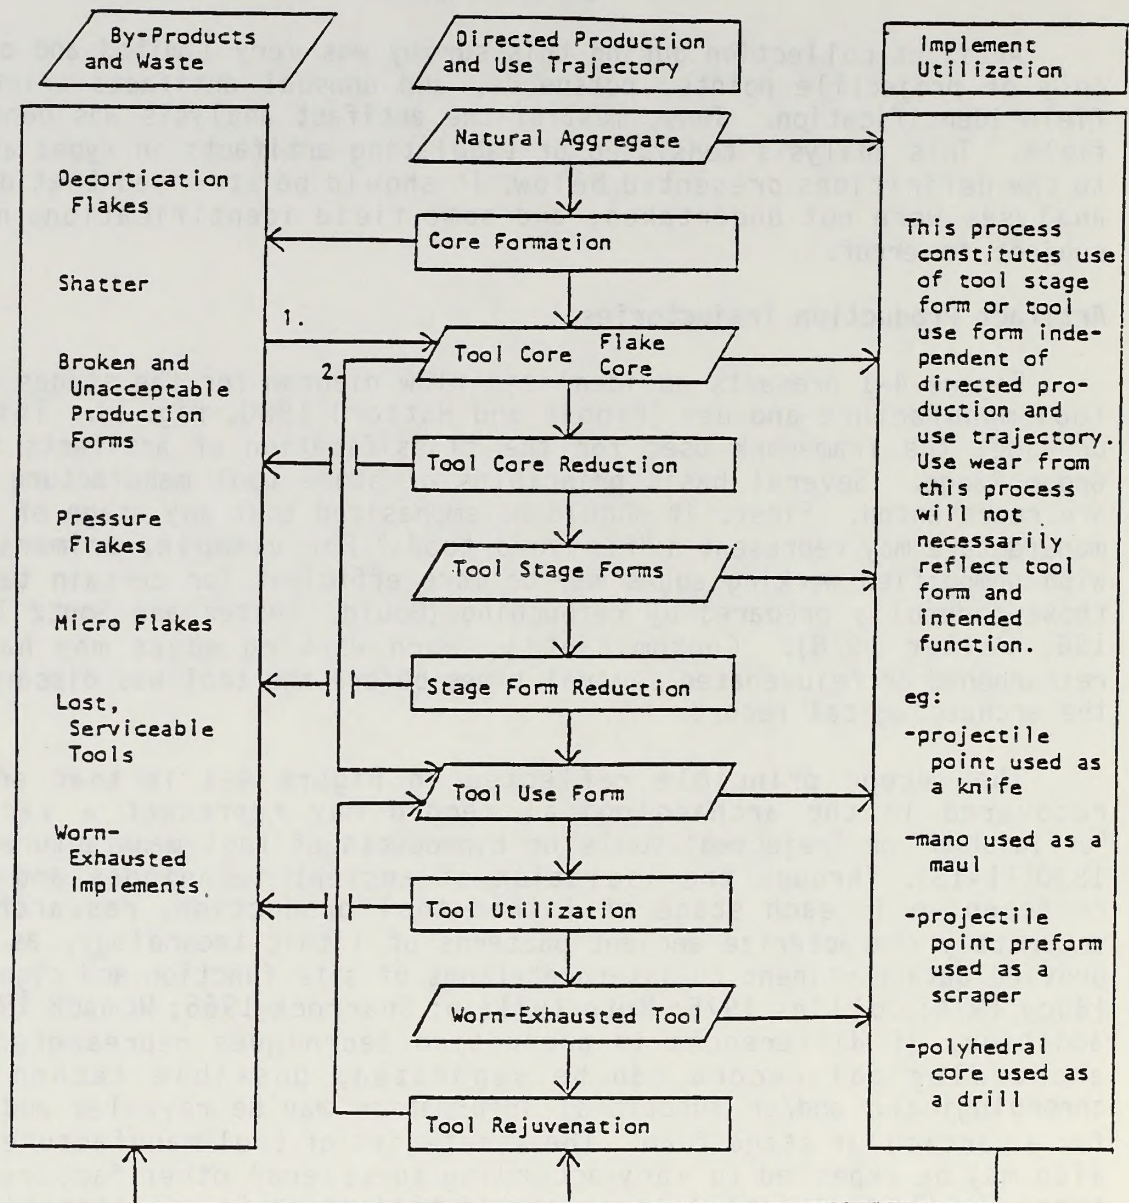 By-Products
and Waste
Directed Production
and Use Trajectory
Implement
Utilization
Decortication
Flakes
Shatter
Broken and
Unacceptable
Production
Forms
Pressure
Flakes
Micro Flakes
Lost,
Serviceable
Tools
Worn-
Exhausted
Implements
Natural Aggregate
Core Formation
1.
2.
Tool Core
Flake
Core
Tool Core Reduction
Tool Stage Forms
Stage Form Reduction
Tool Use Form
Tool Utilization
Worn-Exhausted Tool
Tool Rejuvenation
This process
constitutes use
of tool stage
form or tool
use form inde-
pendent of
directed pro-
duction and
use trajectory.
Use wear from
this process
will not
necessarily
reflect tool
form and
intended
function.
eg:
-projectile
point used as
a knife
-mano used as a
maul
-projectile
point preform
used as a
scraper
-polyhedral
core used as
a drill